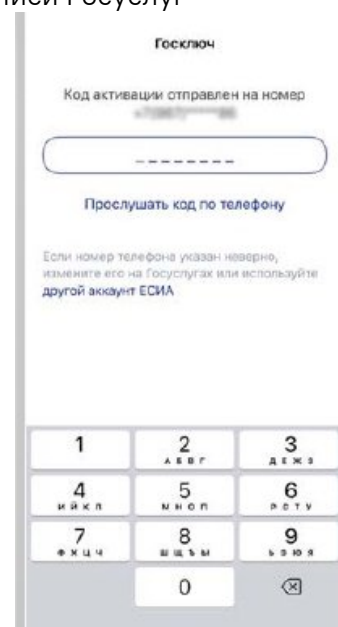 Госуслуг
Госключ
Код активации отправлен на номер
Прослушать код по телефону
Если номер телефона указан неверно,
измените его на Госуслугах или используйте
другой аккаунт ЕСИА
1 2 3
А Б В Г Д Е Ж З
4 5 6
И Й К Л М Н О П Р С Т У
7 8 9
Ф Х Ц Ч Ш Щ Ъ Ы Ь Э Ю Я
0